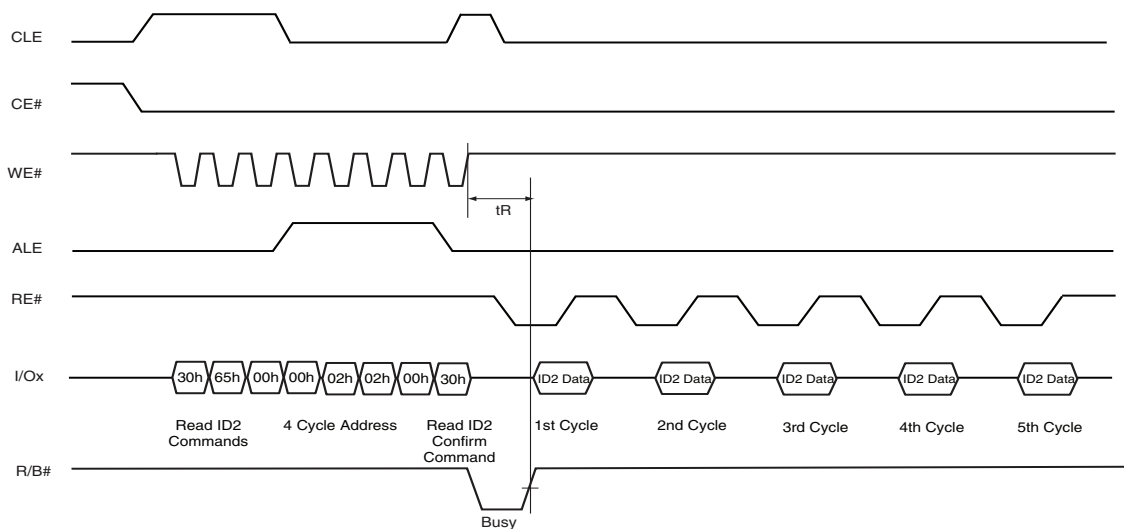 CLE
CE#
WE#
tR
ALE
RE#
I/Ox
30h 65h 00h 00h 02h 02h 00h 30h
ID2 Data ID2 Data ID2 Data ID2 Data ID2 Data
Read ID2
Commands
4 Cycle Address
Read ID2
Confirm
Command
1st Cycle
2nd Cycle
3rd Cycle
4th Cycle
5th Cycle
R/B#
Busy